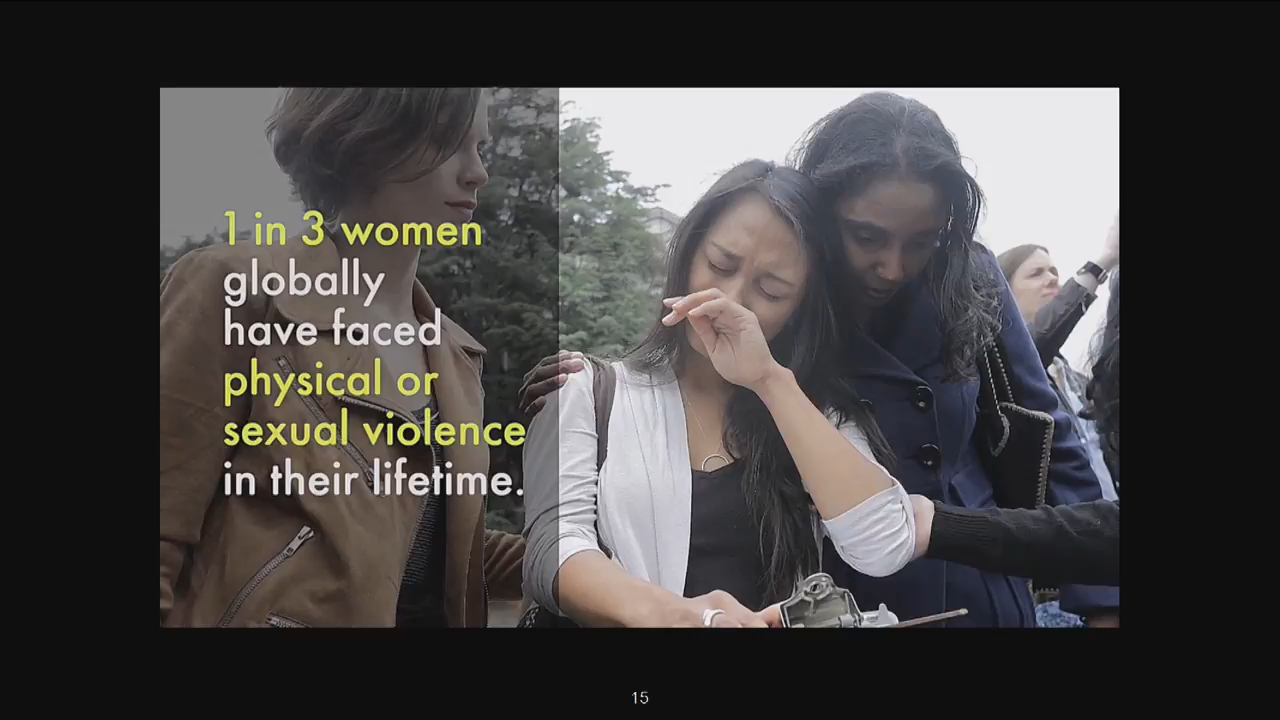 1 in 3 women
globally
have faced
physical or
sexual violence
in their lifetime.
15